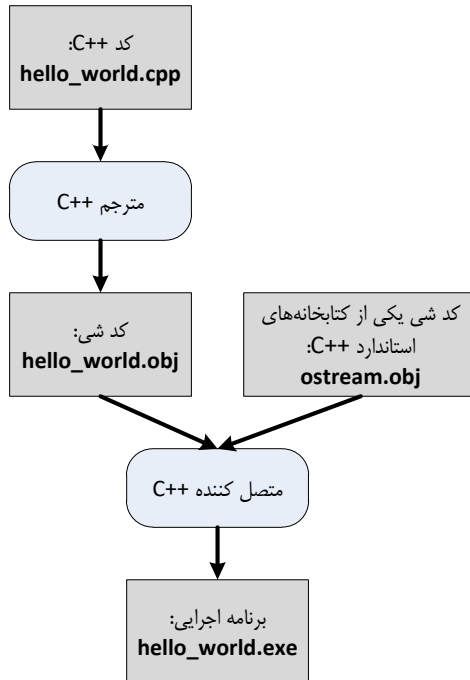 کد C++:
hello_world.cpp
مترجم C++
کد شی:
hello_world.obj
کد شی یکی از کتابخانه‌های
استاندارد C++:
ostream.obj
متصل کننده C++
برنامه اجرایی:
hello_world.exe